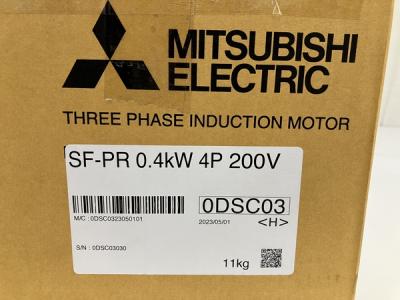 MITSUBISHI
ELECTRIC
THREE PHASE INDUCTION MOTOR
SF-PR 0.4kW 4P 200V
0DSC03
M/C : 0DSC0323050101
2023/05/01
<H>
S/N : 0DSC03030
11kg